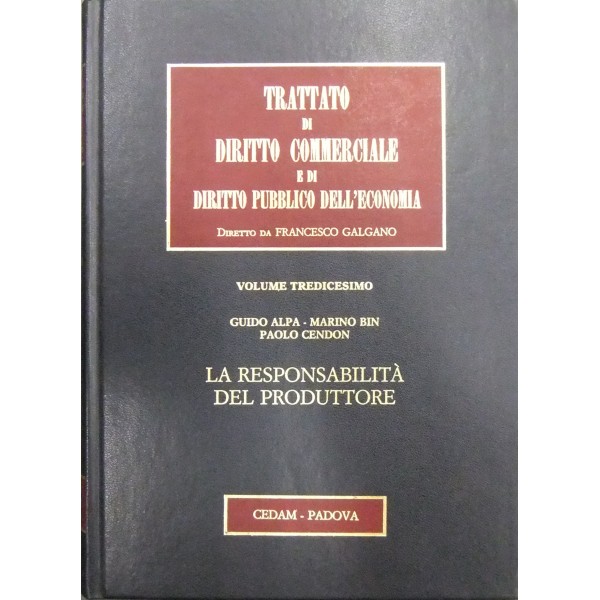 TRATTATO
DI
DIRITTO COMMERCIALE
E DI
DIRITTO PUBBLICO DELL'ECONOMIA
DIRETTO DA FRANCESCO GALGANO
VOLUME TREDICESIMO
GUIDO ALPA - MARINO BIN
PAOLO CENDON
LA RESPONSABILITÀ
DEL PRODUTTORE
CEDAM - PADOVA